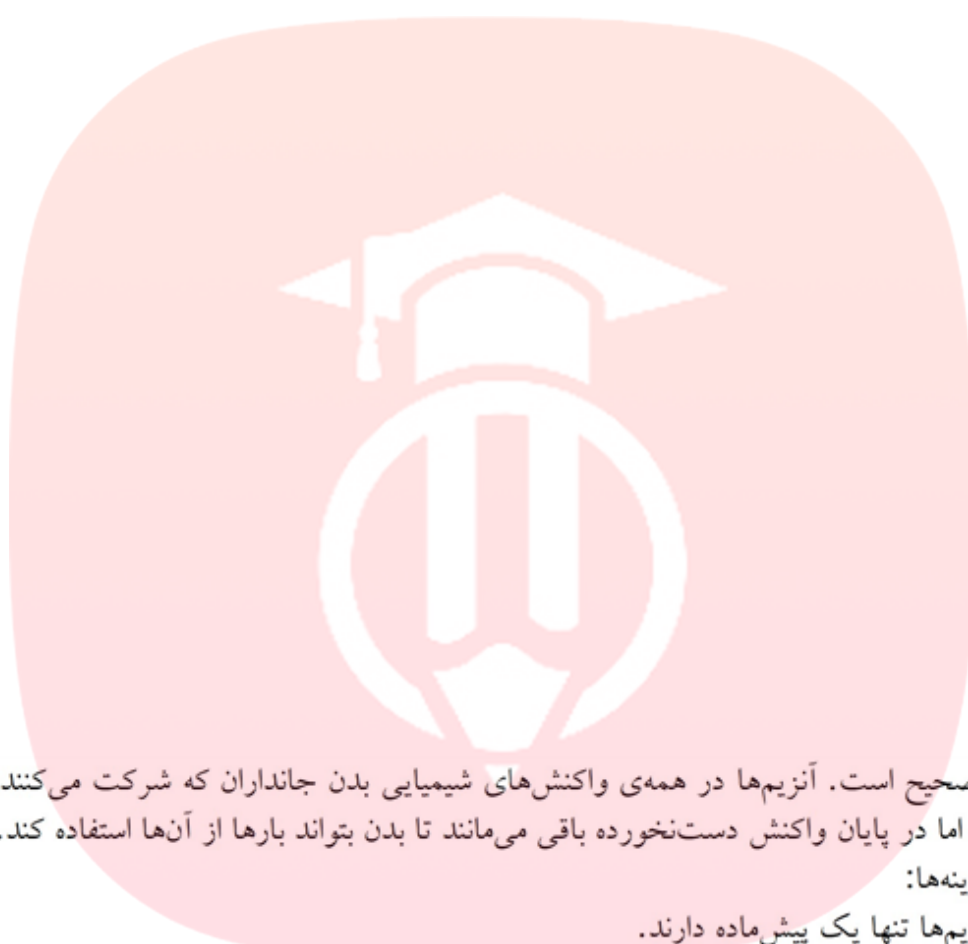 صحیح است. آنزیم‌ها در همه‌ی واکنش‌های شیمیایی بدن جانداران که شرکت می‌کنند
اما در پایان واکنش دست‌نخورده باقی می‌مانند تا بدن بتواند بارها از آن‌ها استفاده کند.
ینه‌ها:
یم‌ها تنها یک پیش‌ماده دارند.